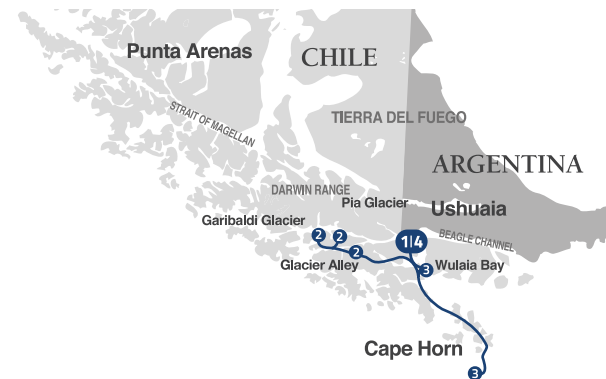 Punta Arenas
CHILE
STRAIT OF MAGELLAN
TIERRA DEL FUEGO
ARGENTINA
DARWIN RANGE
Pia Glacier
Ushuaia
Garibaldi Glacier
2
2
1|4
BEAGLE CHANNEL
2
Glacier Alley
3
Wulaia Bay
Cape Horn
3